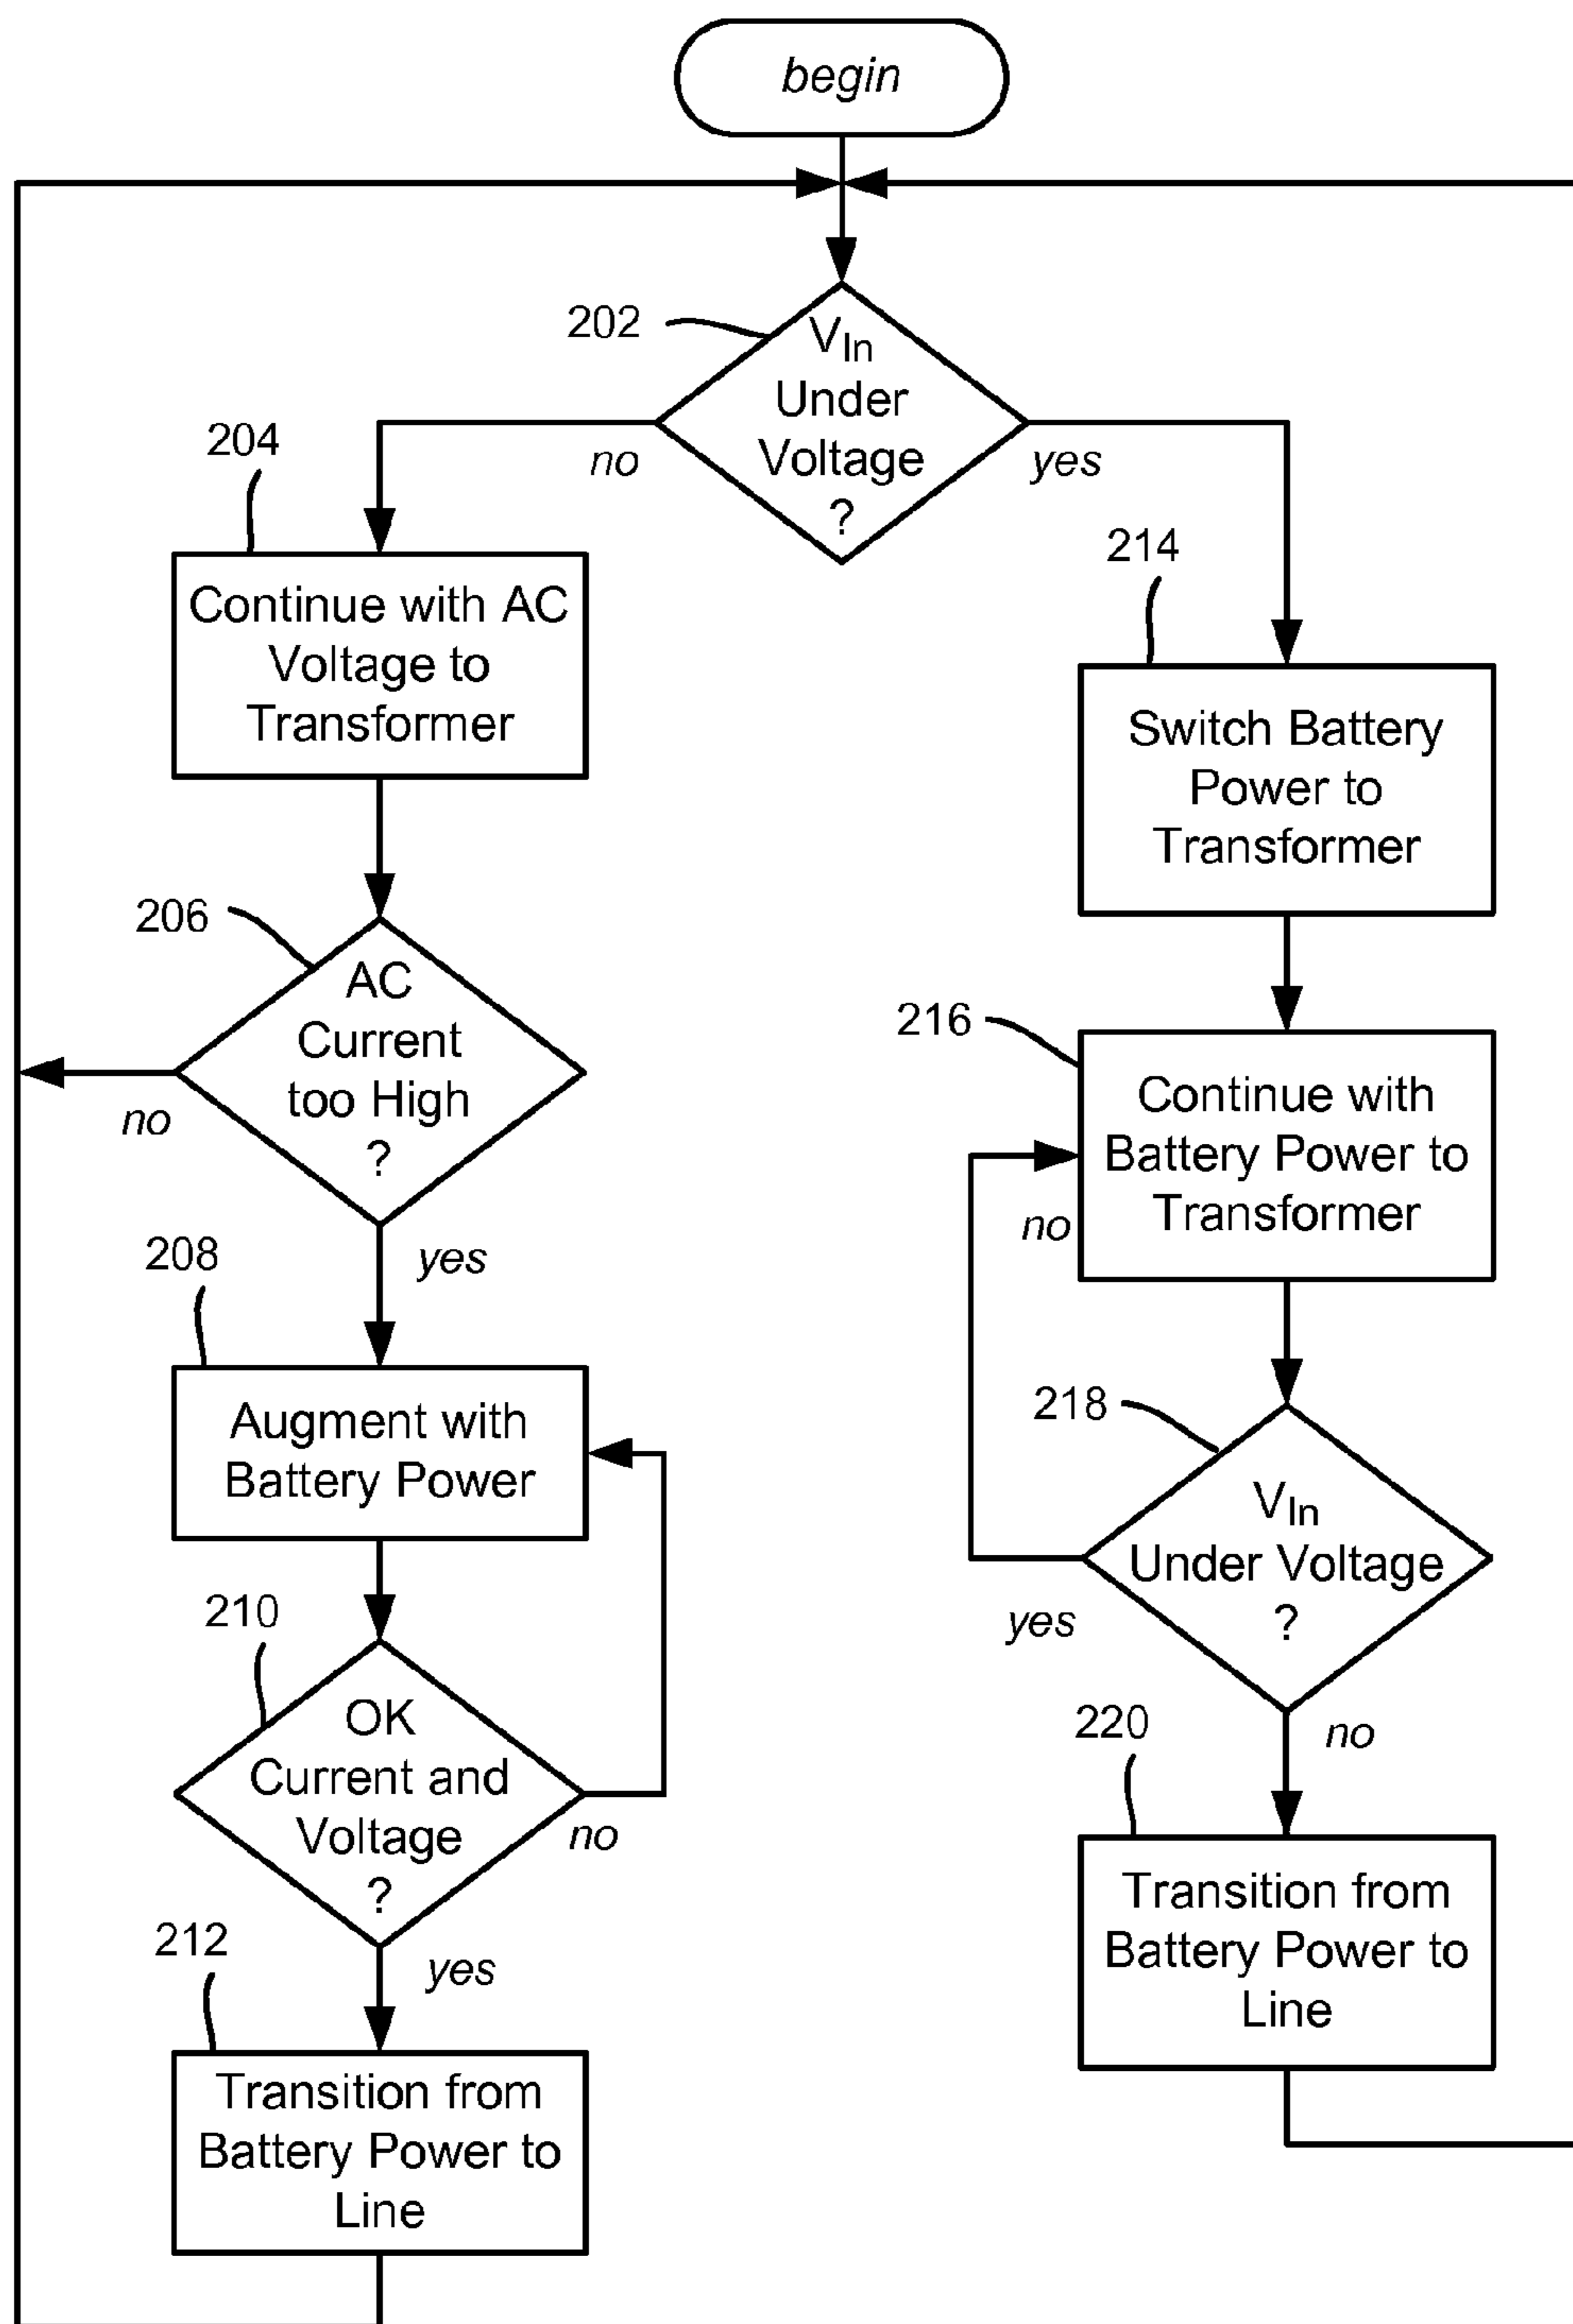 begin
202
V_In
Under
Voltage
?
no
yes
204
Continue with AC
Voltage to
Transformer
206
AC
Current
too High
?
no
yes
208
Augment with
Battery Power
210
OK
Current and
Voltage
?
no
yes
212
Transition from
Battery Power to
Line
214
Switch Battery
Power to
Transformer
216
Continue with
Battery Power to
Transformer
no
218
V_In
Under Voltage
?
yes
no
220
Transition from
Battery Power to
Line